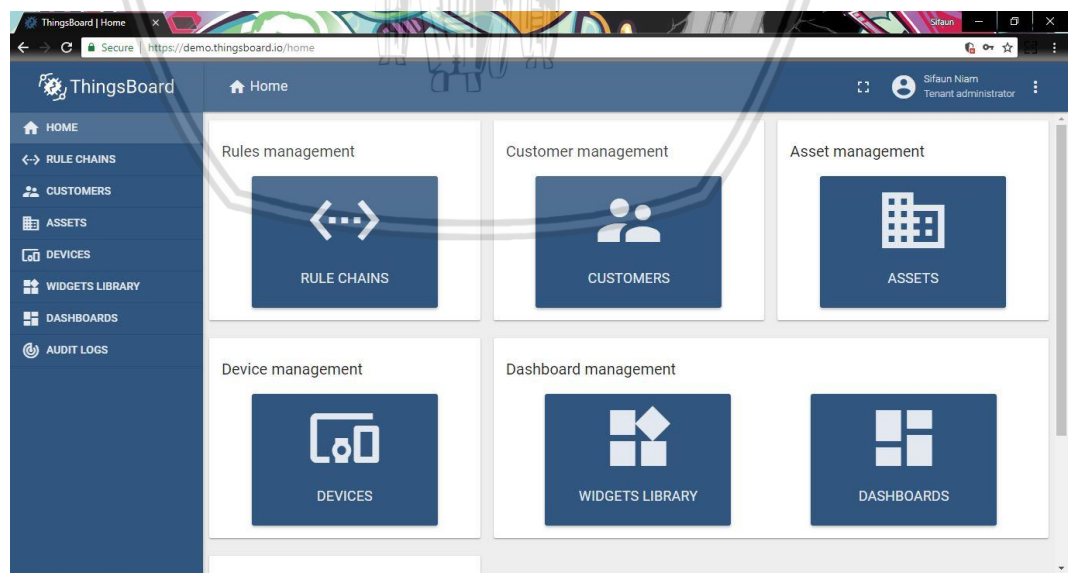 ThingsBoard | Home
Sifaun
Secure | https://demo.thingsboard.io/home
ThingsBoard
Home
Sifaun Niam
Tenant administrator
HOME
RULE CHAINS
CUSTOMERS
ASSETS
DEVICES
WIDGETS LIBRARY
DASHBOARDS
AUDIT LOGS
Rules management
Customer management
Asset management
RULE CHAINS
CUSTOMERS
ASSETS
Device management
Dashboard management
DEVICES
WIDGETS LIBRARY
DASHBOARDS